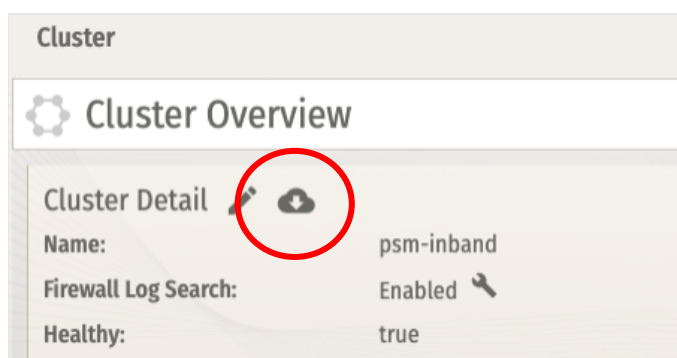 Cluster
Cluster Overview
Cluster Detail
Name: psm-inband
Firewall Log Search: Enabled
Healthy: true